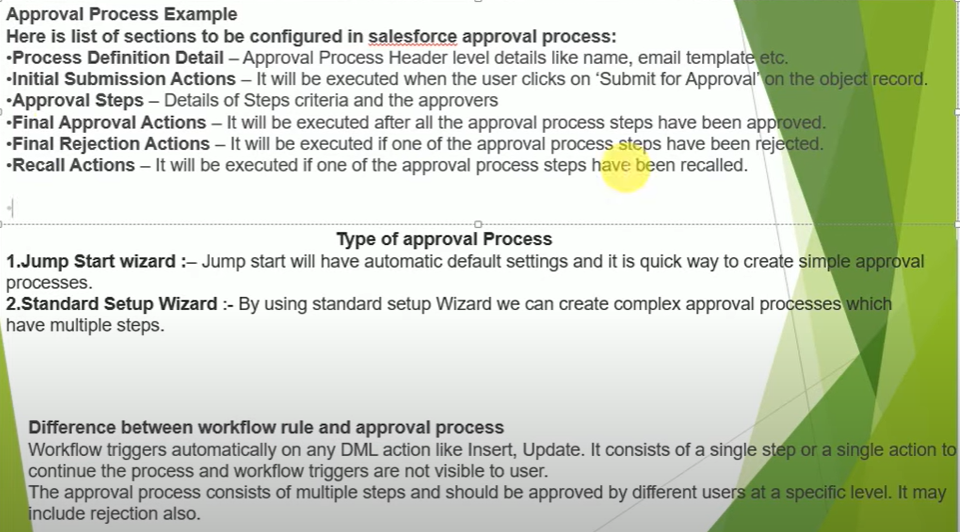 Approval Process Example
Here is list of sections to be configured in salesforce approval process:
•Process Definition Detail – Approval Process Header level details like name, email template etc.
•Initial Submission Actions – It will be executed when the user clicks on ‘Submit for Approval’ on the object record.
•Approval Steps – Details of Steps criteria and the approvers
•Final Approval Actions – It will be executed after all the approval process steps have been approved.
•Final Rejection Actions – It will be executed if one of the approval process steps have been rejected.
•Recall Actions – It will be executed if one of the approval process steps have been recalled.
Type of approval Process
1.Jump Start wizard :– Jump start will have automatic default settings and it is quick way to create simple approval
processes.
2.Standard Setup Wizard :- By using standard setup Wizard we can create complex approval processes which
have multiple steps.
Difference between workflow rule and approval process
Workflow triggers automatically on any DML action like Insert, Update. It consists of a single step or a single action to
continue the process and workflow triggers are not visible to user.
The approval process consists of multiple steps and should be approved by different users at a specific level. It may
include rejection also.